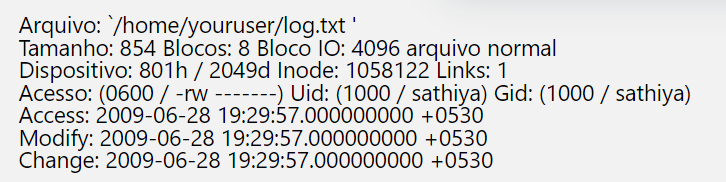 Arquivo: `/home/youruser/log.txt '
Tamanho: 854 Blocos: 8 Bloco IO: 4096 arquivo normal
Dispositivo: 801h / 2049d Inode: 1058122 Links: 1
Acesso: (0600 / -rw -------) Uid: (1000 / sathiya) Gid: (1000 / sathiya)
Access: 2009-06-28 19:29:57.000000000 +0530
Modify: 2009-06-28 19:29:57.000000000 +0530
Change: 2009-06-28 19:29:57.000000000 +0530